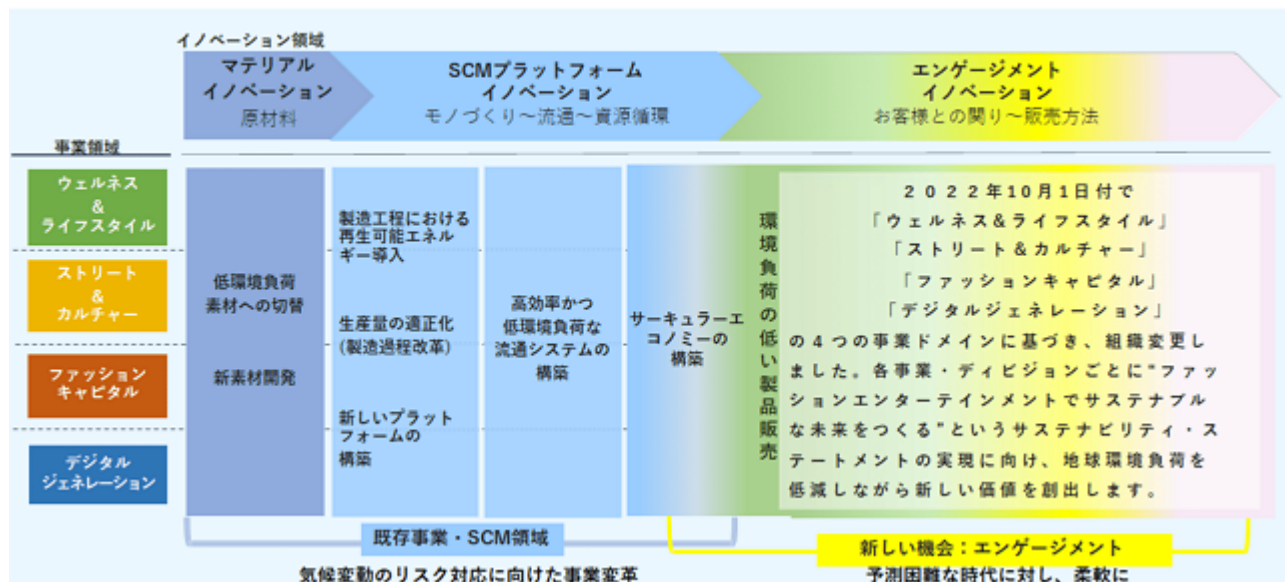 イノベーション領域
マテリアル
イノベーション
原材料
SCMプラットフォーム
イノベーション
モノづくり～流通～資源循環
エンゲージメント
イノベーション
お客様との関り～販売方法
事業領域
ウェルネス
&
ライフスタイル
ストリート
&
カルチャー
ファッション
キャピタル
デジタル
ジェネレーション
低環境負荷
素材への切替
新素材開発
製造工程における
再生可能エネル
ギー導入
生産量の適正化
(製造過程改革)
新しいプラット
フォームの
構築
高効率かつ
低環境負荷な
流通システムの
構築
サーキュラーエ
コノミーの
構築
環境負荷の低い製品販売
２０２２年10月1日付で
「ウェルネス&ライフスタイル」
「ストリート&カルチャー」
「ファッションキャピタル」
「デジタルジェネレーション」
の４つの事業ドメインに基づき、組織変更し
ました。各事業・ディビジョンごとに"ファッ
ションエンターテインメントでサステナブル
な未来をつくる"というサステナビリティ・ス
テートメントの実現に向け、地球環境負荷を
低減しながら新しい価値を創出します。
既存事業・SCM領域
気候変動のリスク対応に向けた事業変革
新しい機会：エンゲージメント
予測困難な時代に対し、柔軟に